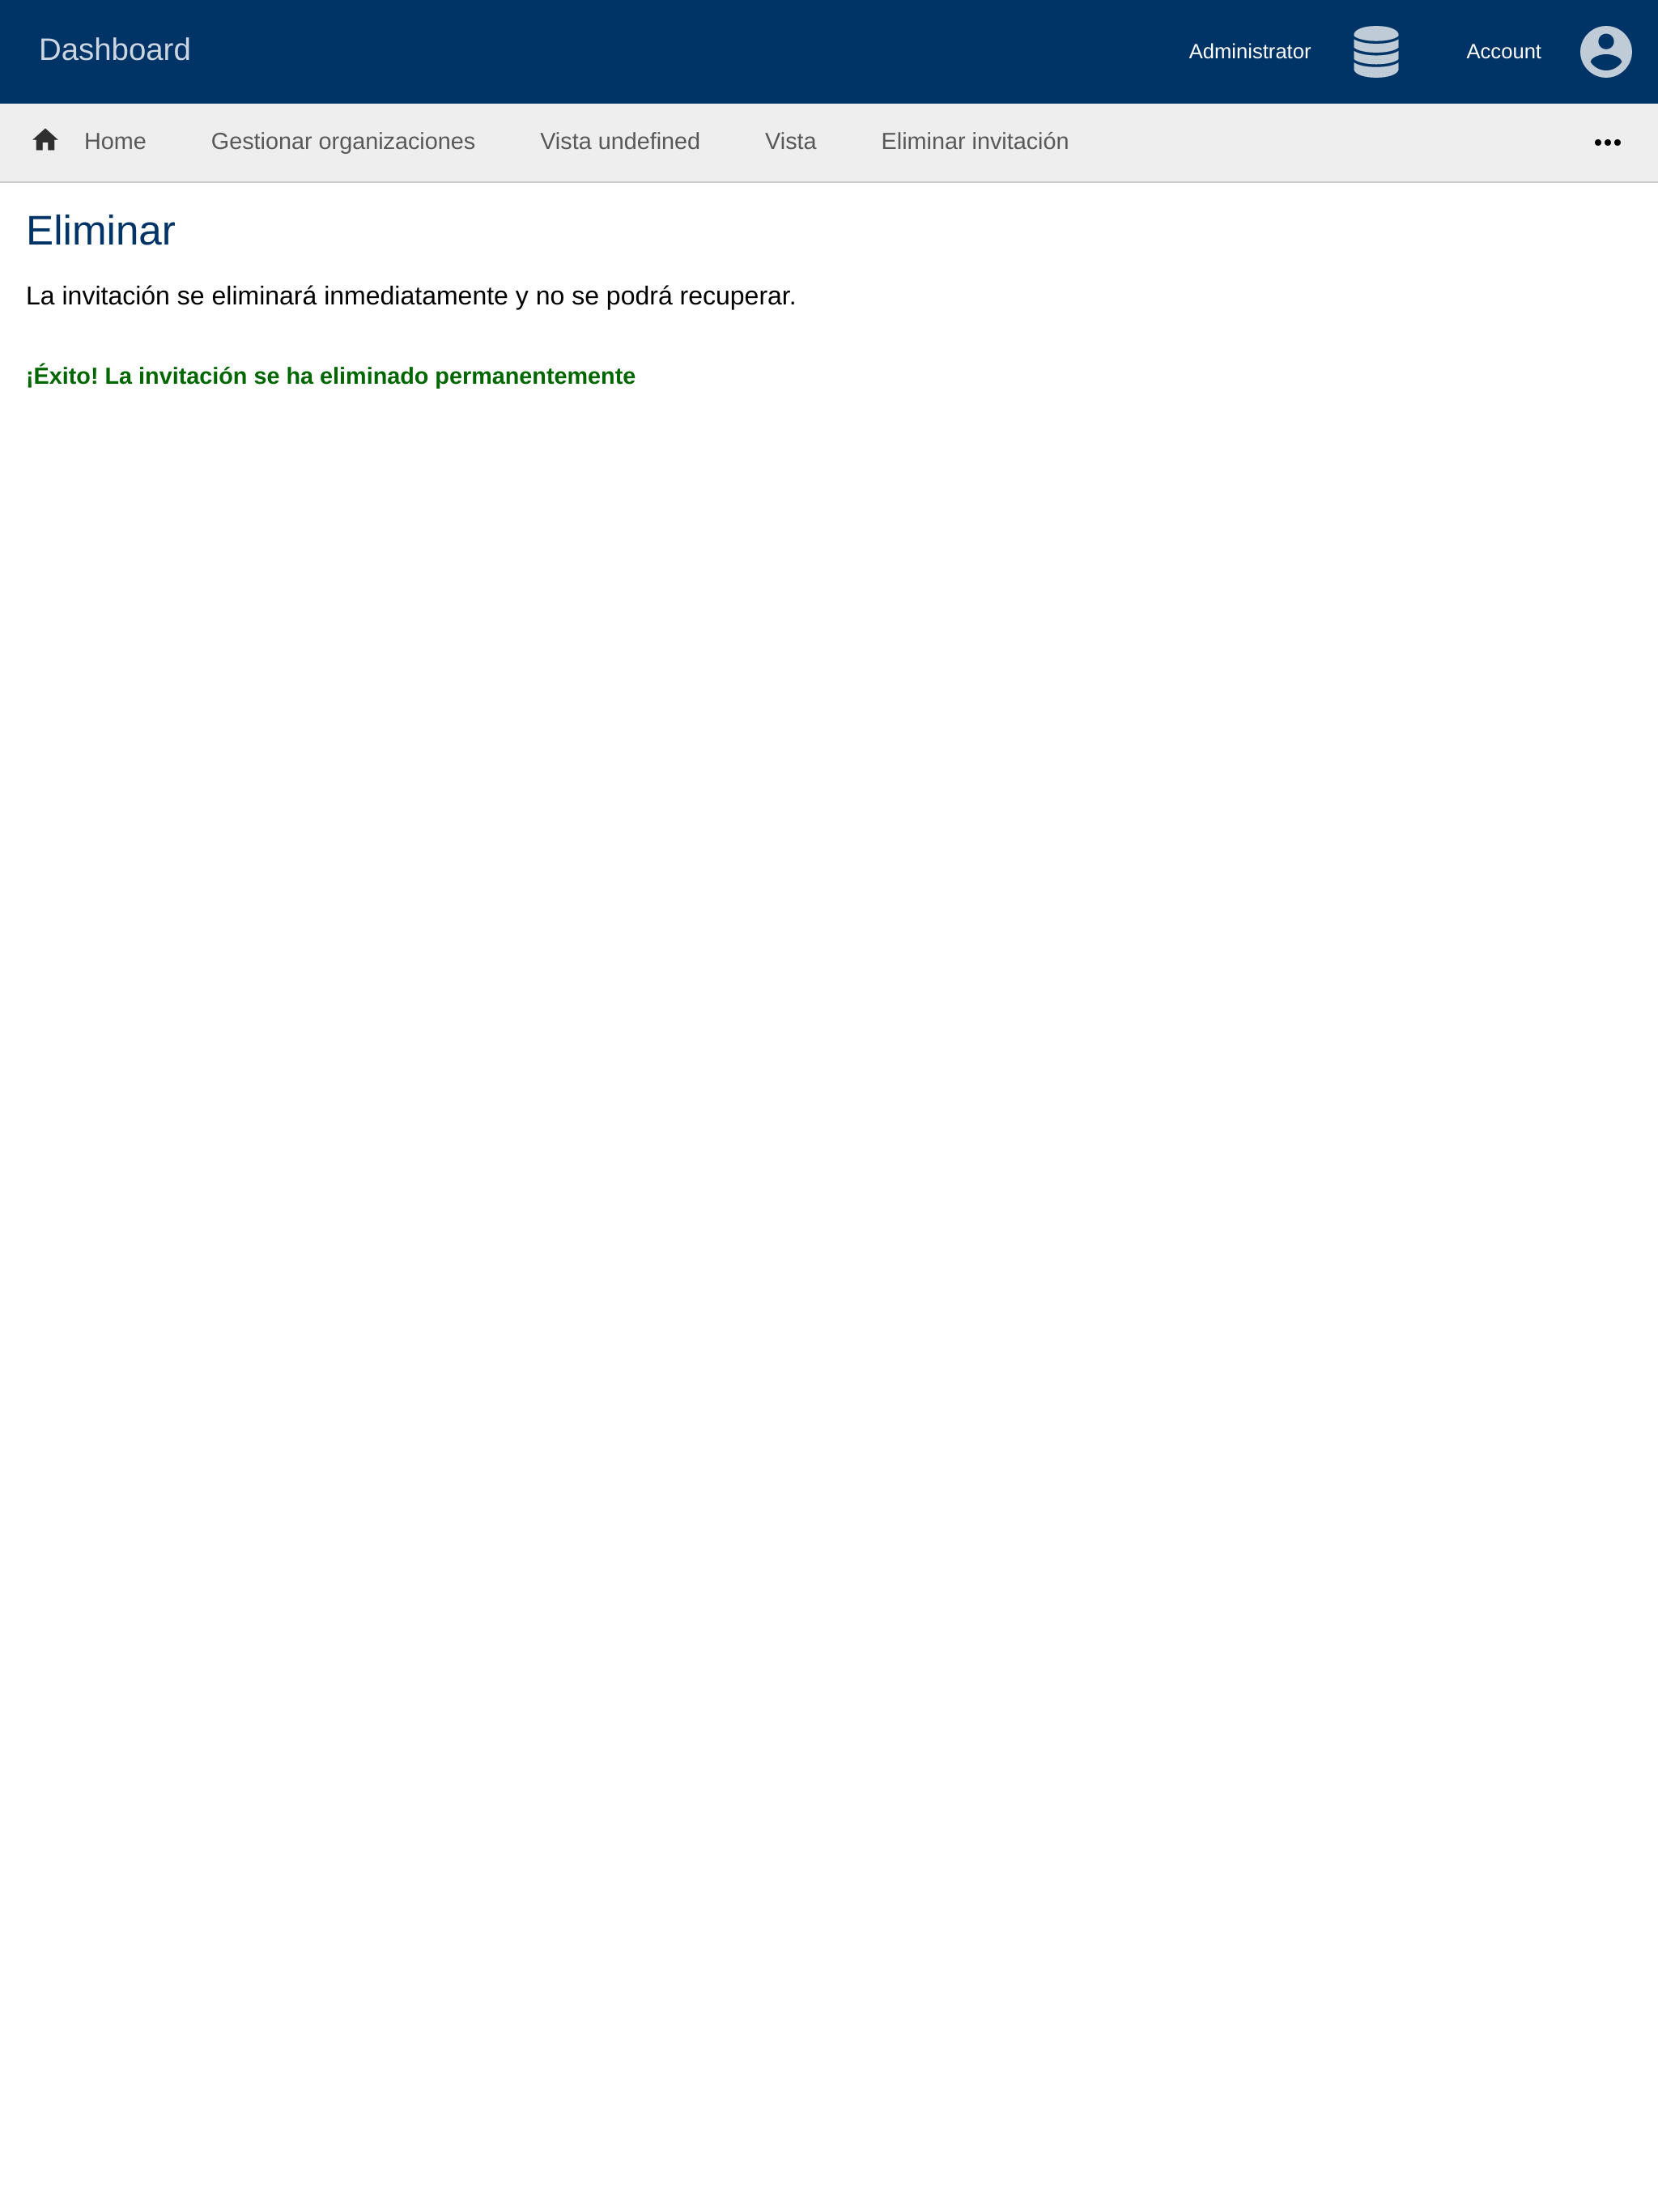 Dashboard
Administrator
Account
Home
Gestionar organizaciones
Vista undefined
Vista
Eliminar invitación
Eliminar
La invitación se eliminará inmediatamente y no se podrá recuperar.
¡Éxito! La invitación se ha eliminado permanentemente